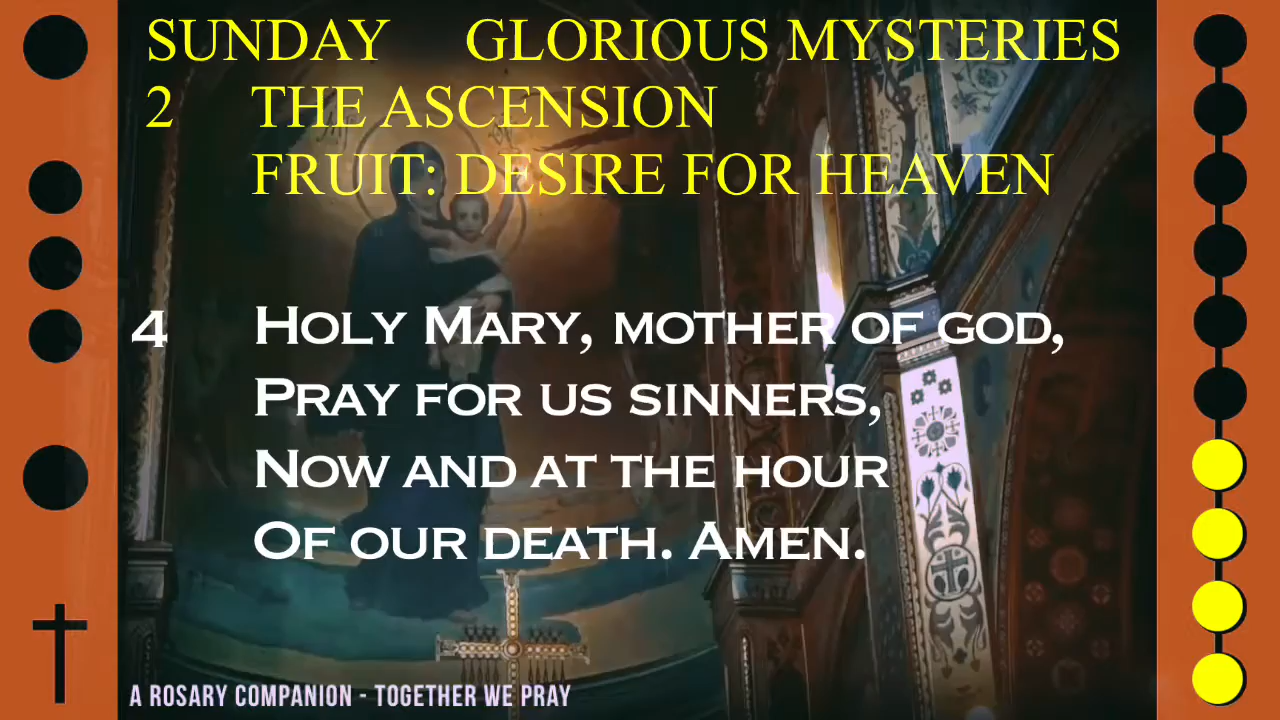 SUNDAY GLORIOUS MYSTERIES
2 THE ASCENSION
FRUIT: DESIRE FOR HEAVEN
4 HOLY MARY, MOTHER OF GOD,
PRAY FOR US SINNERS,
NOW AND AT THE HOUR
OF OUR DEATH. AMEN.
A ROSARY COMPANION - TOGETHER WE PRAY